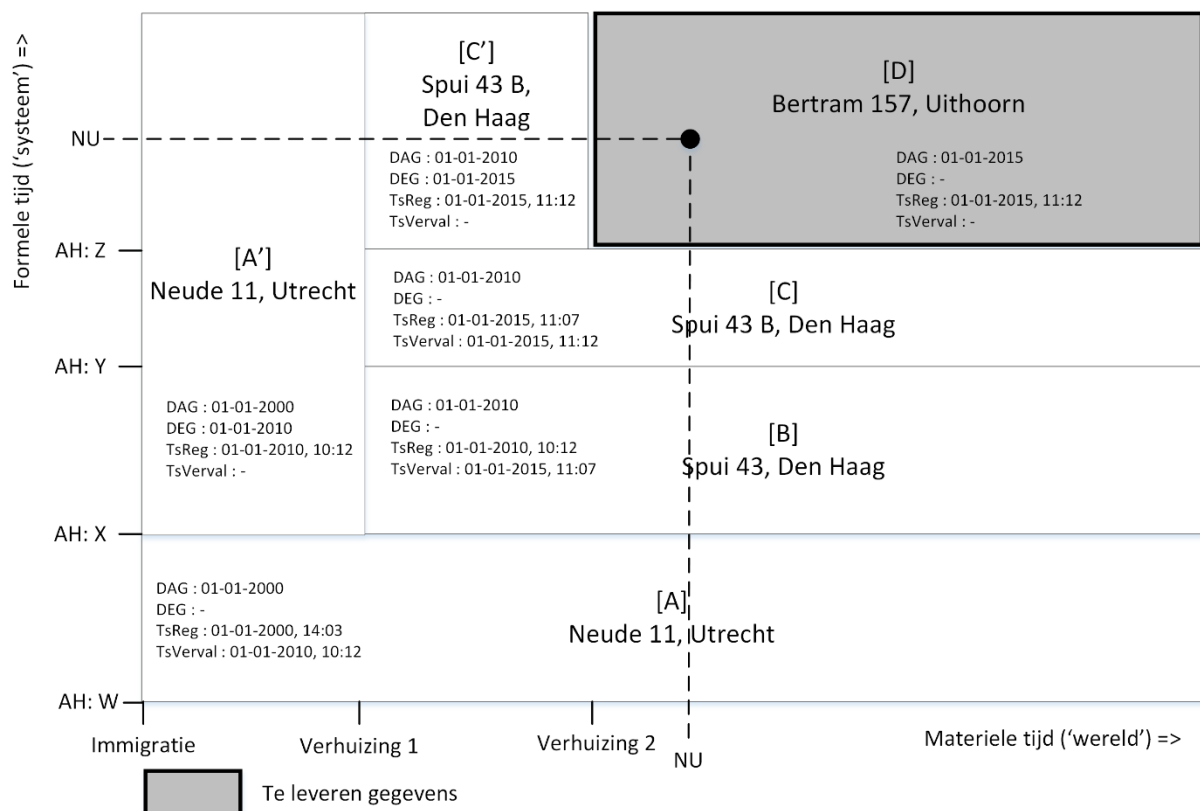 Formele tijd (‘systeem’) =>
[C’]
Spui 43 B,
Den Haag
DAG : 01-01-2010
DEG : 01-01-2015
TsReg : 01-01-2015, 11:12
TsVerval : -
[D]
Bertram 157, Uithoorn
DAG : 01-01-2015
DEG : -
TsReg : 01-01-2015, 11:12
TsVerval : -
NU
AH: Z
[A’]
Neude 11, Utrecht
DAG : 01-01-2000
DEG : 01-01-2010
TsReg : 01-01-2010, 10:12
TsVerval : -
DAG : 01-01-2010
DEG : -
TsReg : 01-01-2015, 11:07
TsVerval : 01-01-2015, 11:12
[C]
Spui 43 B, Den Haag
AH: Y
DAG : 01-01-2010
DEG : -
TsReg : 01-01-2010, 10:12
TsVerval : 01-01-2015, 11:07
[B]
Spui 43, Den Haag
AH: X
DAG : 01-01-2000
DEG : -
TsReg : 01-01-2000, 14:03
TsVerval : 01-01-2010, 10:12
[A]
Neude 11, Utrecht
AH: W
Immigratie
Verhuizing 1
Verhuizing 2
NU
Materiele tijd (‘wereld’) =>
Te leveren gegevens